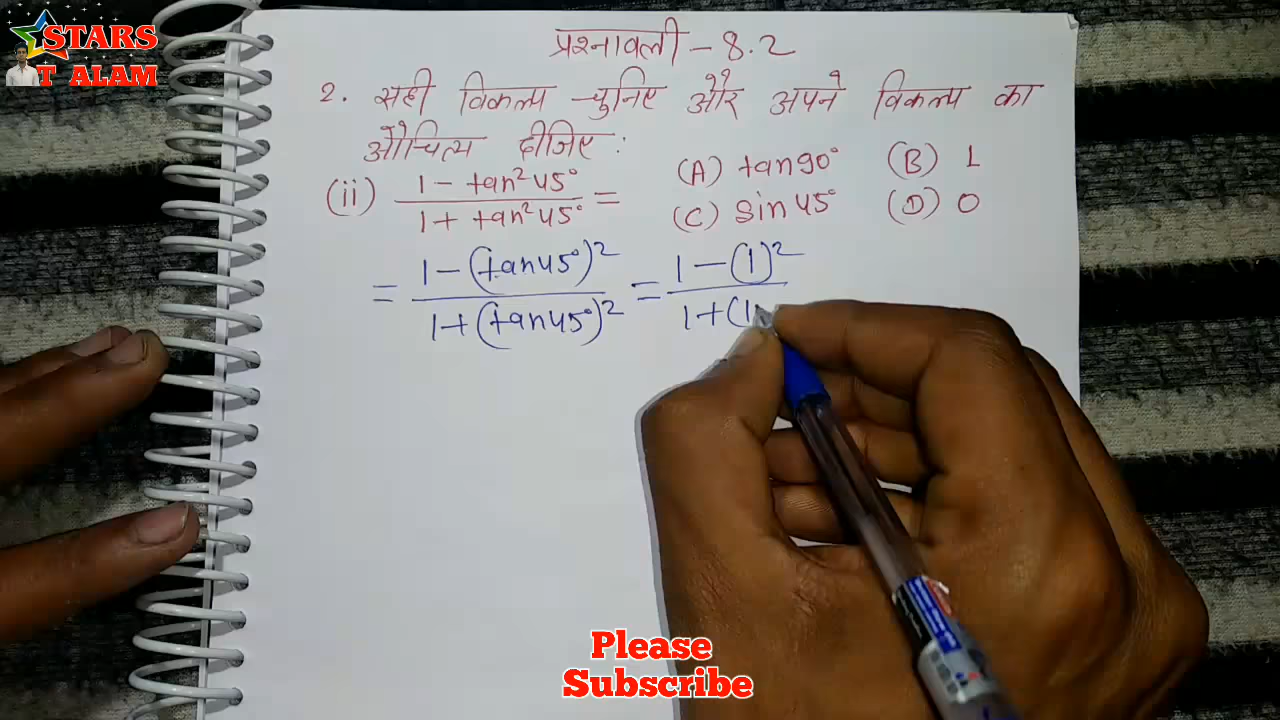 STARS
T ALAM
प्रश्नावली - 8.2
2. सही विकल्प चुनिए और अपने विकल्प का
औचित्य दीजिए :
(ii) 1 - tan²45° / 1 + tan²45° = (A) tan90° (B) 1
(C) sin45° (D) 0
= 1 - (tan45°)² / 1 + (tan45°)² = 1 - (1)² / 1 + (1
Please
Subscribe